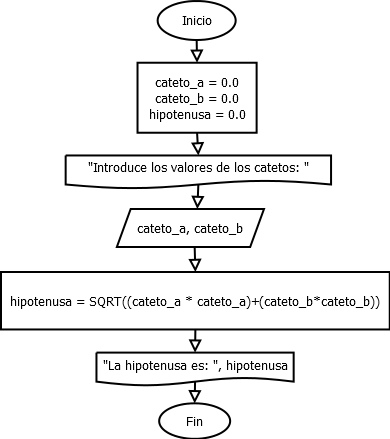 Inicio
cateto_a = 0.0
cateto_b = 0.0
hipotenusa = 0.0
"Introduce los valores de los catetos: "
cateto_a, cateto_b
hipotenusa = SQRT((cateto_a * cateto_a)+(cateto_b*cateto_b))
"La hipotenusa es: ", hipotenusa
Fin